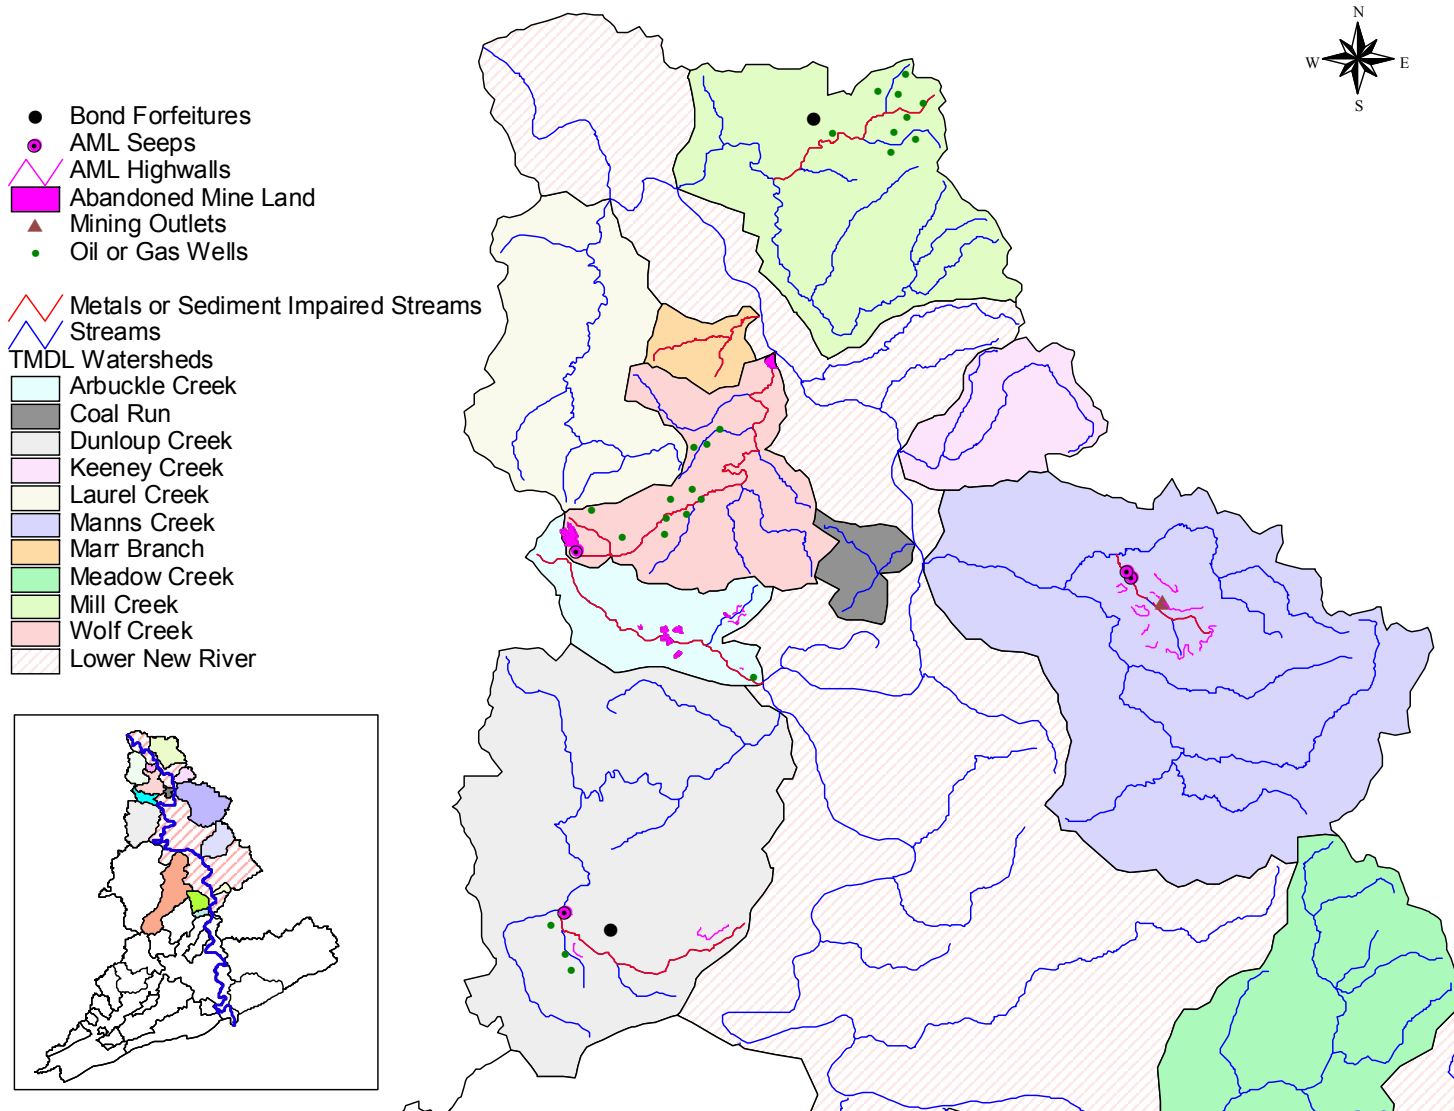 N
W
E
S
Bond Forfeitures
AML Seeps
AML Highwalls
Abandoned Mine Land
Mining Outlets
Oil or Gas Wells
Metals or Sediment Impaired Streams
Streams
TMDL Watersheds
Arbuckle Creek
Coal Run
Dunloup Creek
Keeney Creek
Laurel Creek
Manns Creek
Marr Branch
Meadow Creek
Mill Creek
Wolf Creek
Lower New River